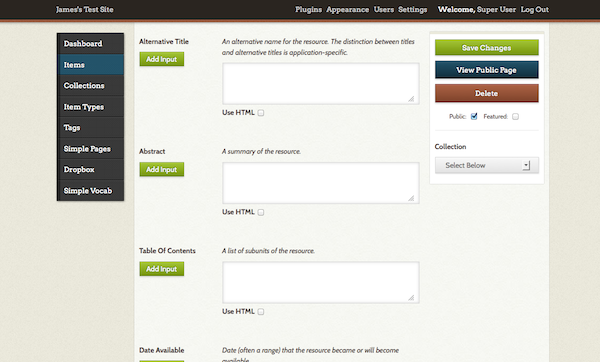 James's Test Site
Plugins Appearance Users Settings Welcome, Super User Log Out
Dashboard
Items
Collections
Item Types
Tags
Simple Pages
Dropbox
Simple Vocab
Alternative Title
Add Input
An alternative name for the resource. The distinction between titles
and alternative titles is application-specific.
Use HTML
Abstract
Add Input
A summary of the resource.
Use HTML
Table Of Contents
Add Input
A list of subunits of the resource.
Use HTML
Date Available
Date (often a range) that the resource became or will become
available.
Save Changes
View Public Page
Delete
Public: Featured:
Collection
Select Below